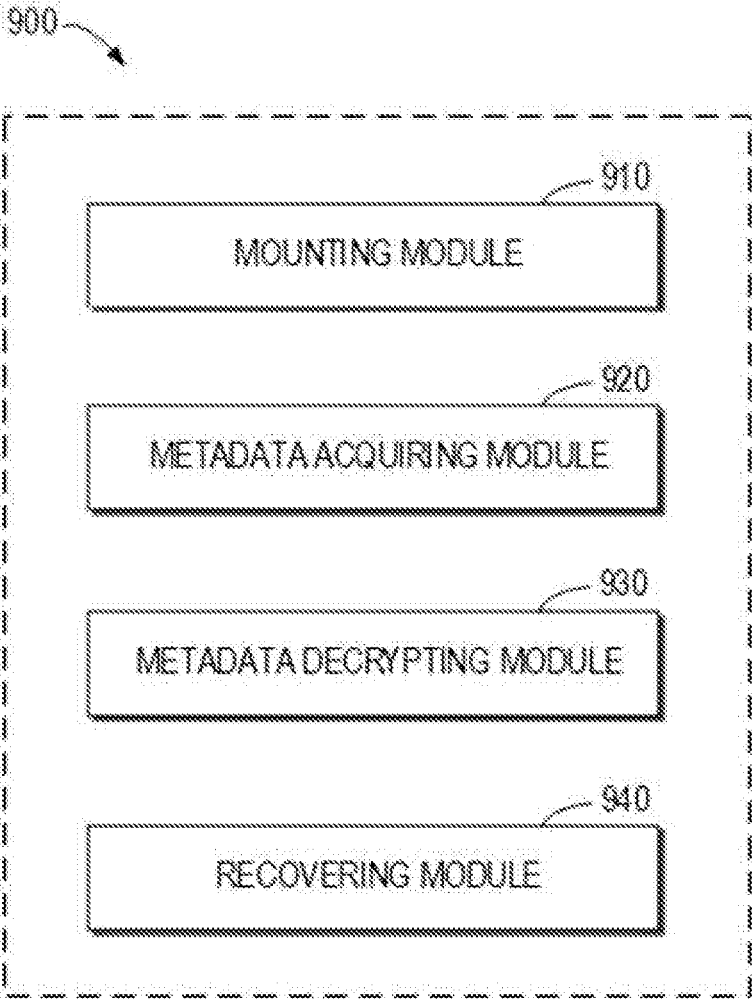 900
910
MOUNTING MODULE
920
METADATA ACQUIRING MODULE
930
METADATA DECRYPTING MODULE
940
RECOVERING MODULE